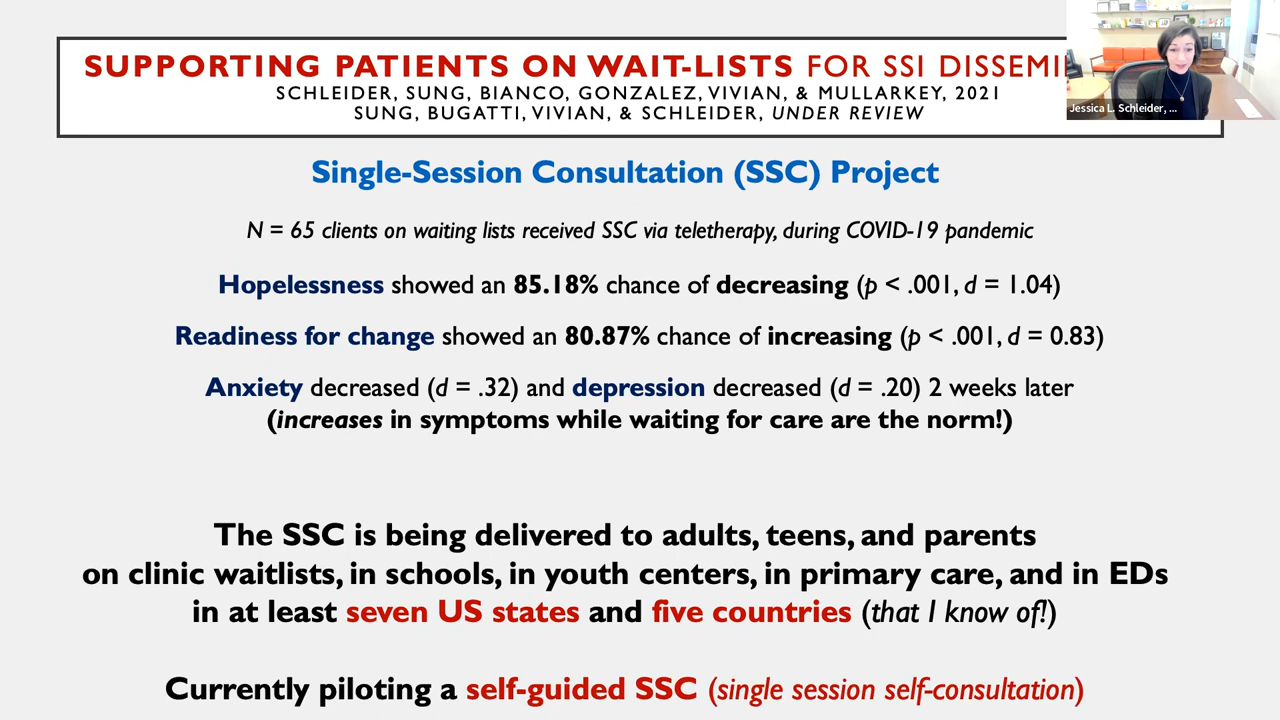 SUPPORTING PATIENTS ON WAIT-LISTS FOR SSI DISSEMI
SCHLEIDER, SUNG, BIANCO, GONZALEZ, VIVIAN, & MULLARKEY, 2021
SUNG, BUGATTI, VIVIAN, & SCHLEIDER, UNDER REVIEW
Jessica L. Schleider, ...
Single-Session Consultation (SSC) Project
N = 65 clients on waiting lists received SSC via teletherapy, during COVID-19 pandemic
Hopelessness showed an 85.18% chance of decreasing (p < .001, d = 1.04)
Readiness for change showed an 80.87% chance of increasing (p < .001, d = 0.83)
Anxiety decreased (d = .32) and depression decreased (d = .20) 2 weeks later
(increases in symptoms while waiting for care are the norm!)
The SSC is being delivered to adults, teens, and parents
on clinic waitlists, in schools, in youth centers, in primary care, and in EDs
in at least seven US states and five countries (that I know of!)
Currently piloting a self-guided SSC (single session self-consultation)